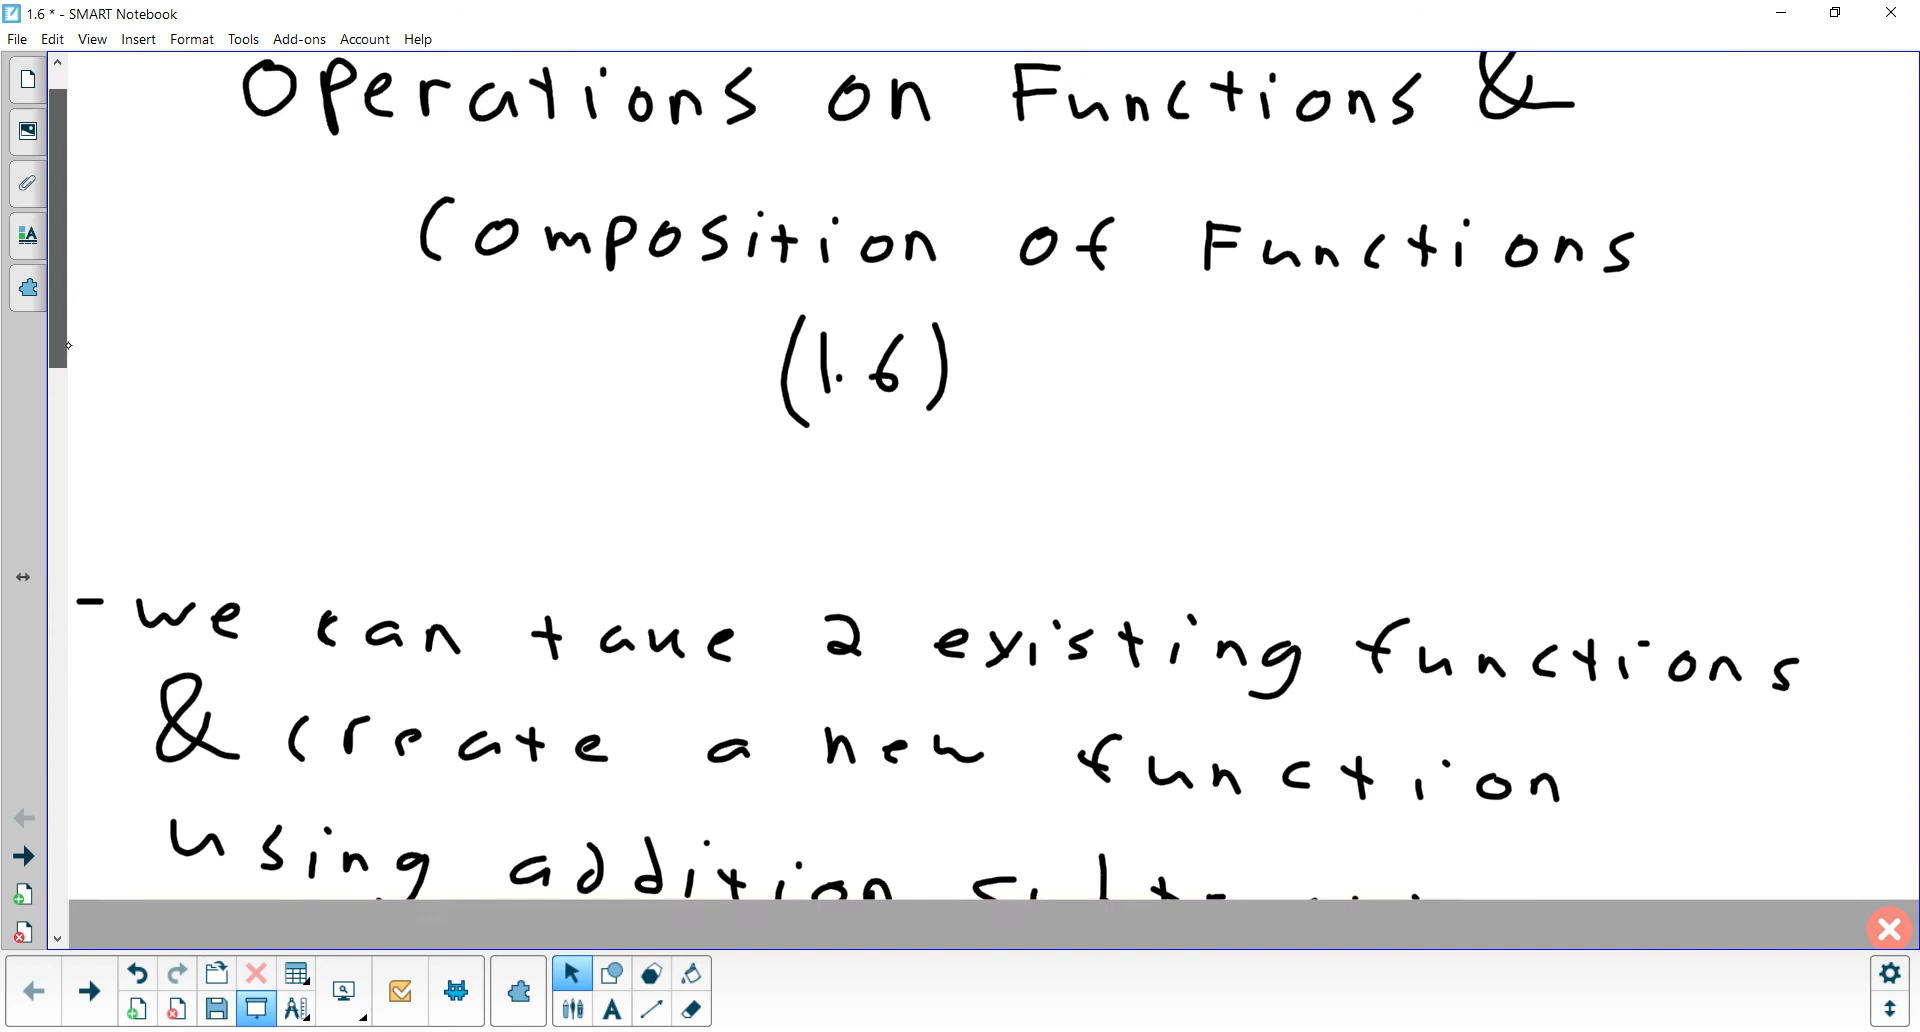 1.6 * - SMART Notebook
File Edit View Insert Format Tools Add-ons Account Help
Operations on Functions &
Composition of Functions
(1.6)
- we can take 2 existing functions
& create a new function
using addition